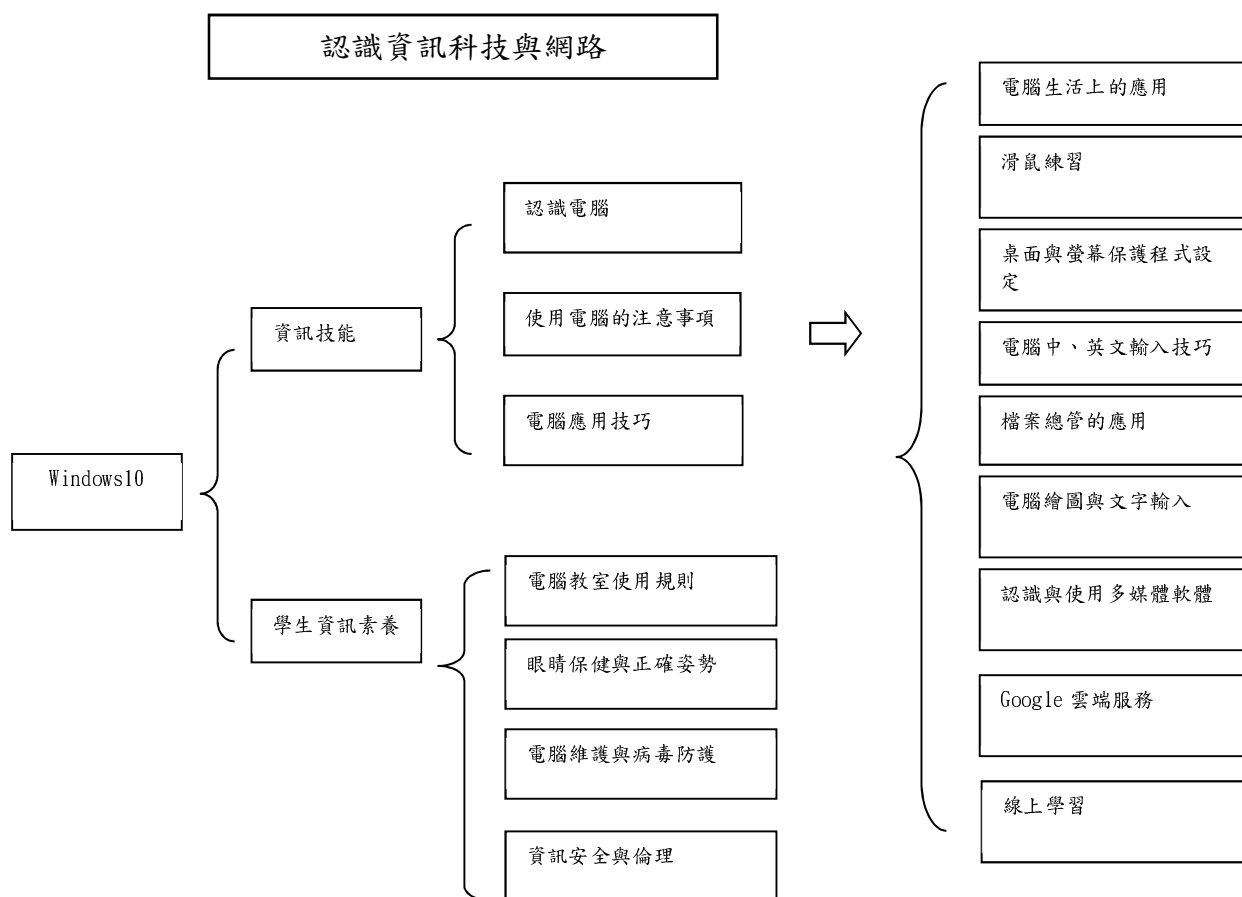 認識資訊科技與網路
Windows10
資訊技能
學生資訊素養
認識電腦
使用電腦的注意事項
電腦應用技巧
電腦教室使用規則
眼睛保健與正確姿勢
電腦維護與病毒防護
資訊安全與倫理
電腦生活上的應用
滑鼠練習
桌面與螢幕保護程式設
定
電腦中、英文輸入技巧
檔案總管的應用
電腦繪圖與文字輸入
認識與使用多媒體軟體
Google 雲端服務
線上學習